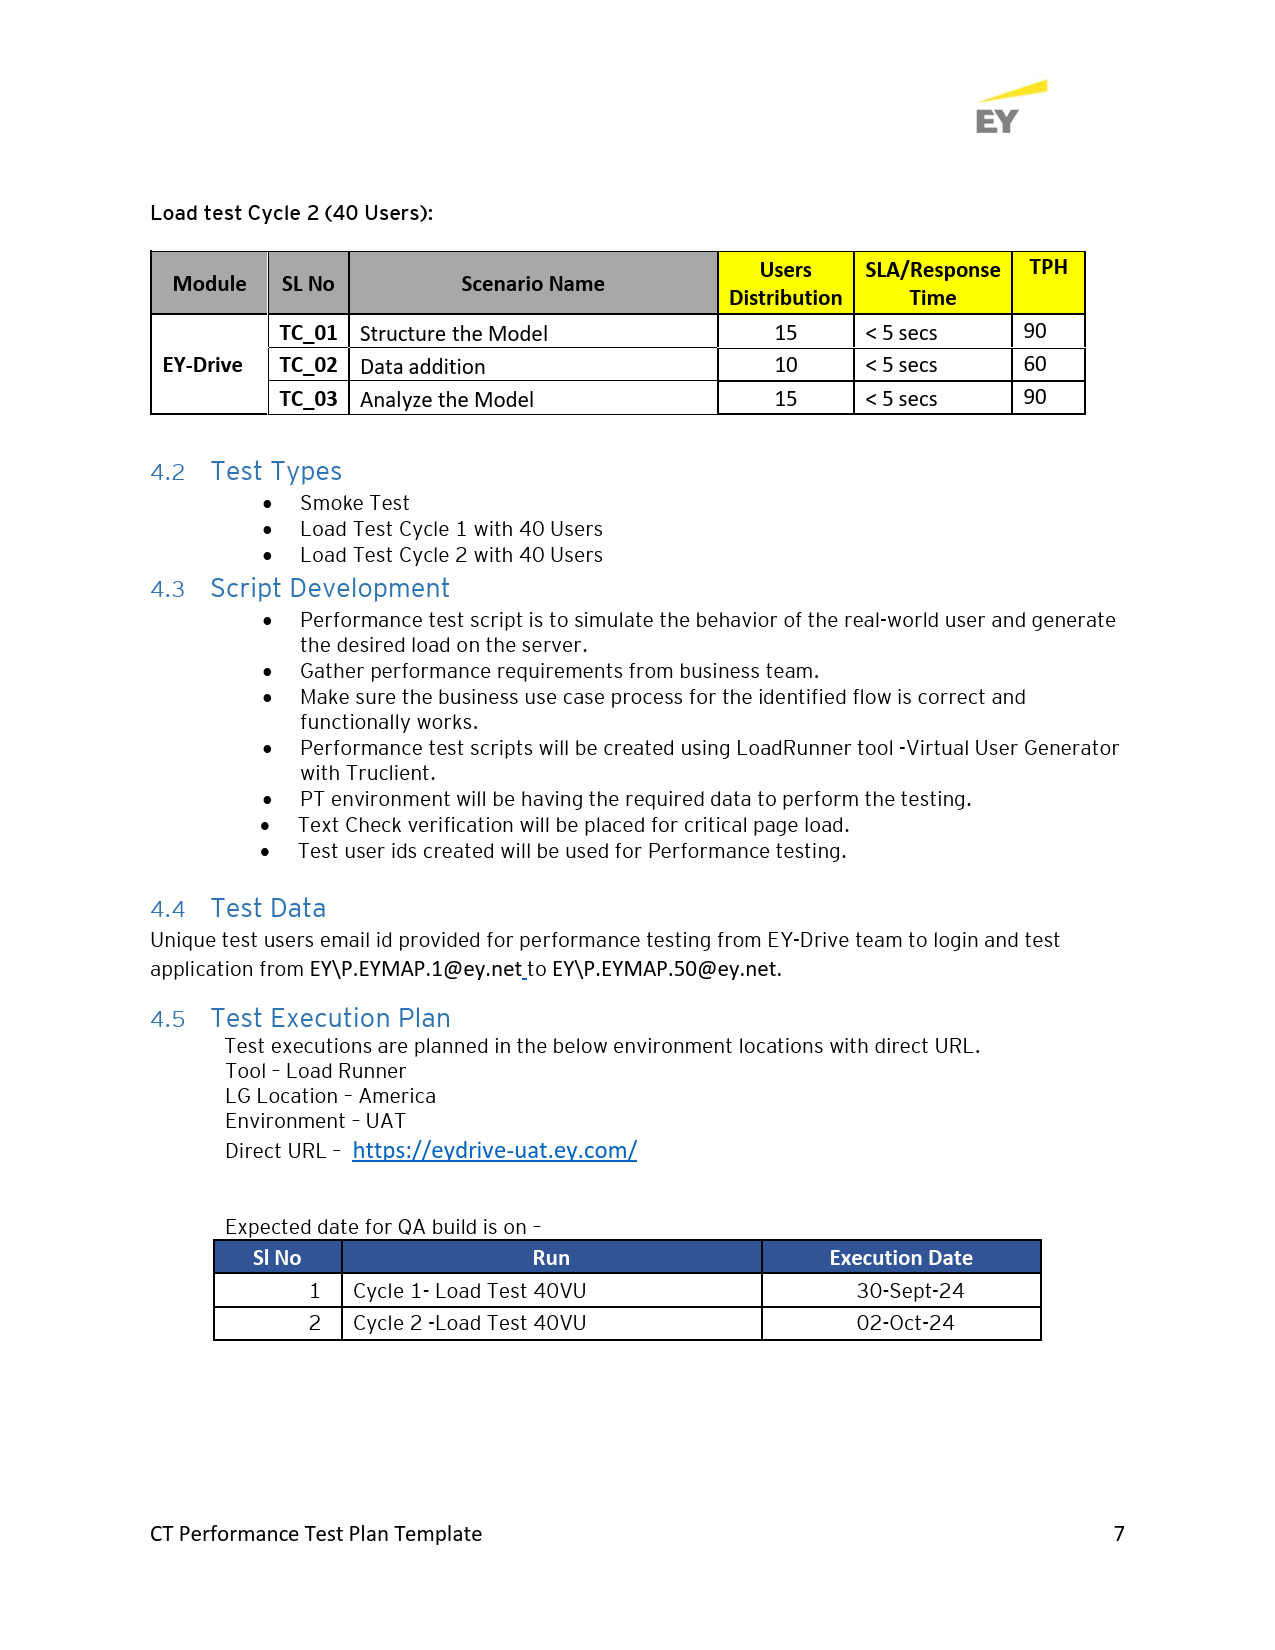 EY
Load test Cycle 2 (40 Users):
Module SL No Scenario Name Users Distribution SLA/Response Time TPH
EY-Drive TC_01 Structure the Model 15 < 5 secs 90
TC_02 Data addition 10 < 5 secs 60
TC_03 Analyze the Model 15 < 5 secs 90
4.2 Test Types
• Smoke Test
• Load Test Cycle 1 with 40 Users
• Load Test Cycle 2 with 40 Users
4.3 Script Development
• Performance test script is to simulate the behavior of the real-world user and generate
the desired load on the server.
• Gather performance requirements from business team.
• Make sure the business use case process for the identified flow is correct and
functionally works.
• Performance test scripts will be created using LoadRunner tool -Virtual User Generator
with Truclient.
• PT environment will be having the required data to perform the testing.
• Text Check verification will be placed for critical page load.
• Test user ids created will be used for Performance testing.
4.4 Test Data
Unique test users email id provided for performance testing from EY-Drive team to login and test
application from EY\P.EYMAP.1@ey.net to EY\P.EYMAP.50@ey.net.
4.5 Test Execution Plan
Test executions are planned in the below environment locations with direct URL.
Tool – Load Runner
LG Location – America
Environment – UAT
Direct URL – https://eydrive-uat.ey.com/
Expected date for QA build is on –
Sl No Run Execution Date
1 Cycle 1- Load Test 40VU 30-Sept-24
2 Cycle 2 -Load Test 40VU 02-Oct-24
CT Performance Test Plan Template 7